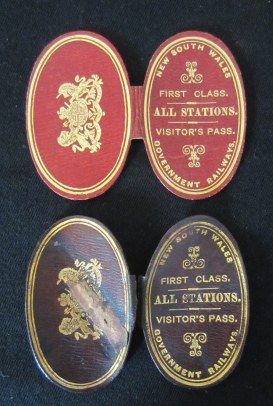 NEW SOUTH WALES
FIRST CLASS.
ALL STATIONS.
VISITOR'S PASS.
GOVERNMENT RAILWAYS.
NEW SOUTH WALES
FIRST CLASS.
ALL STATIONS.
VISITOR'S PASS.
GOVERNMENT RAILWAYS.